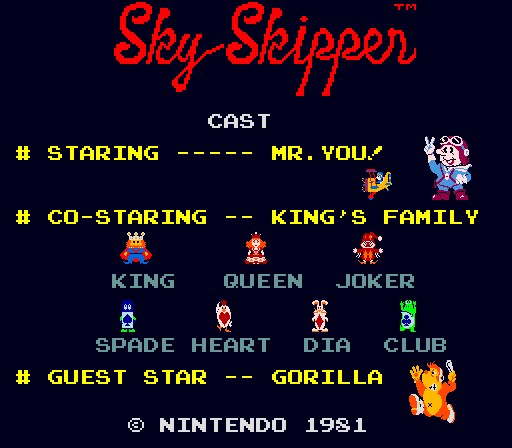 Sky Skipper™
CAST
# STARING ----- MR.YOU!
# CO-STARING -- KING'S FAMILY
KING QUEEN JOKER
SPADE HEART DIA CLUB
# GUEST STAR -- GORILLA
© NINTENDO 1981